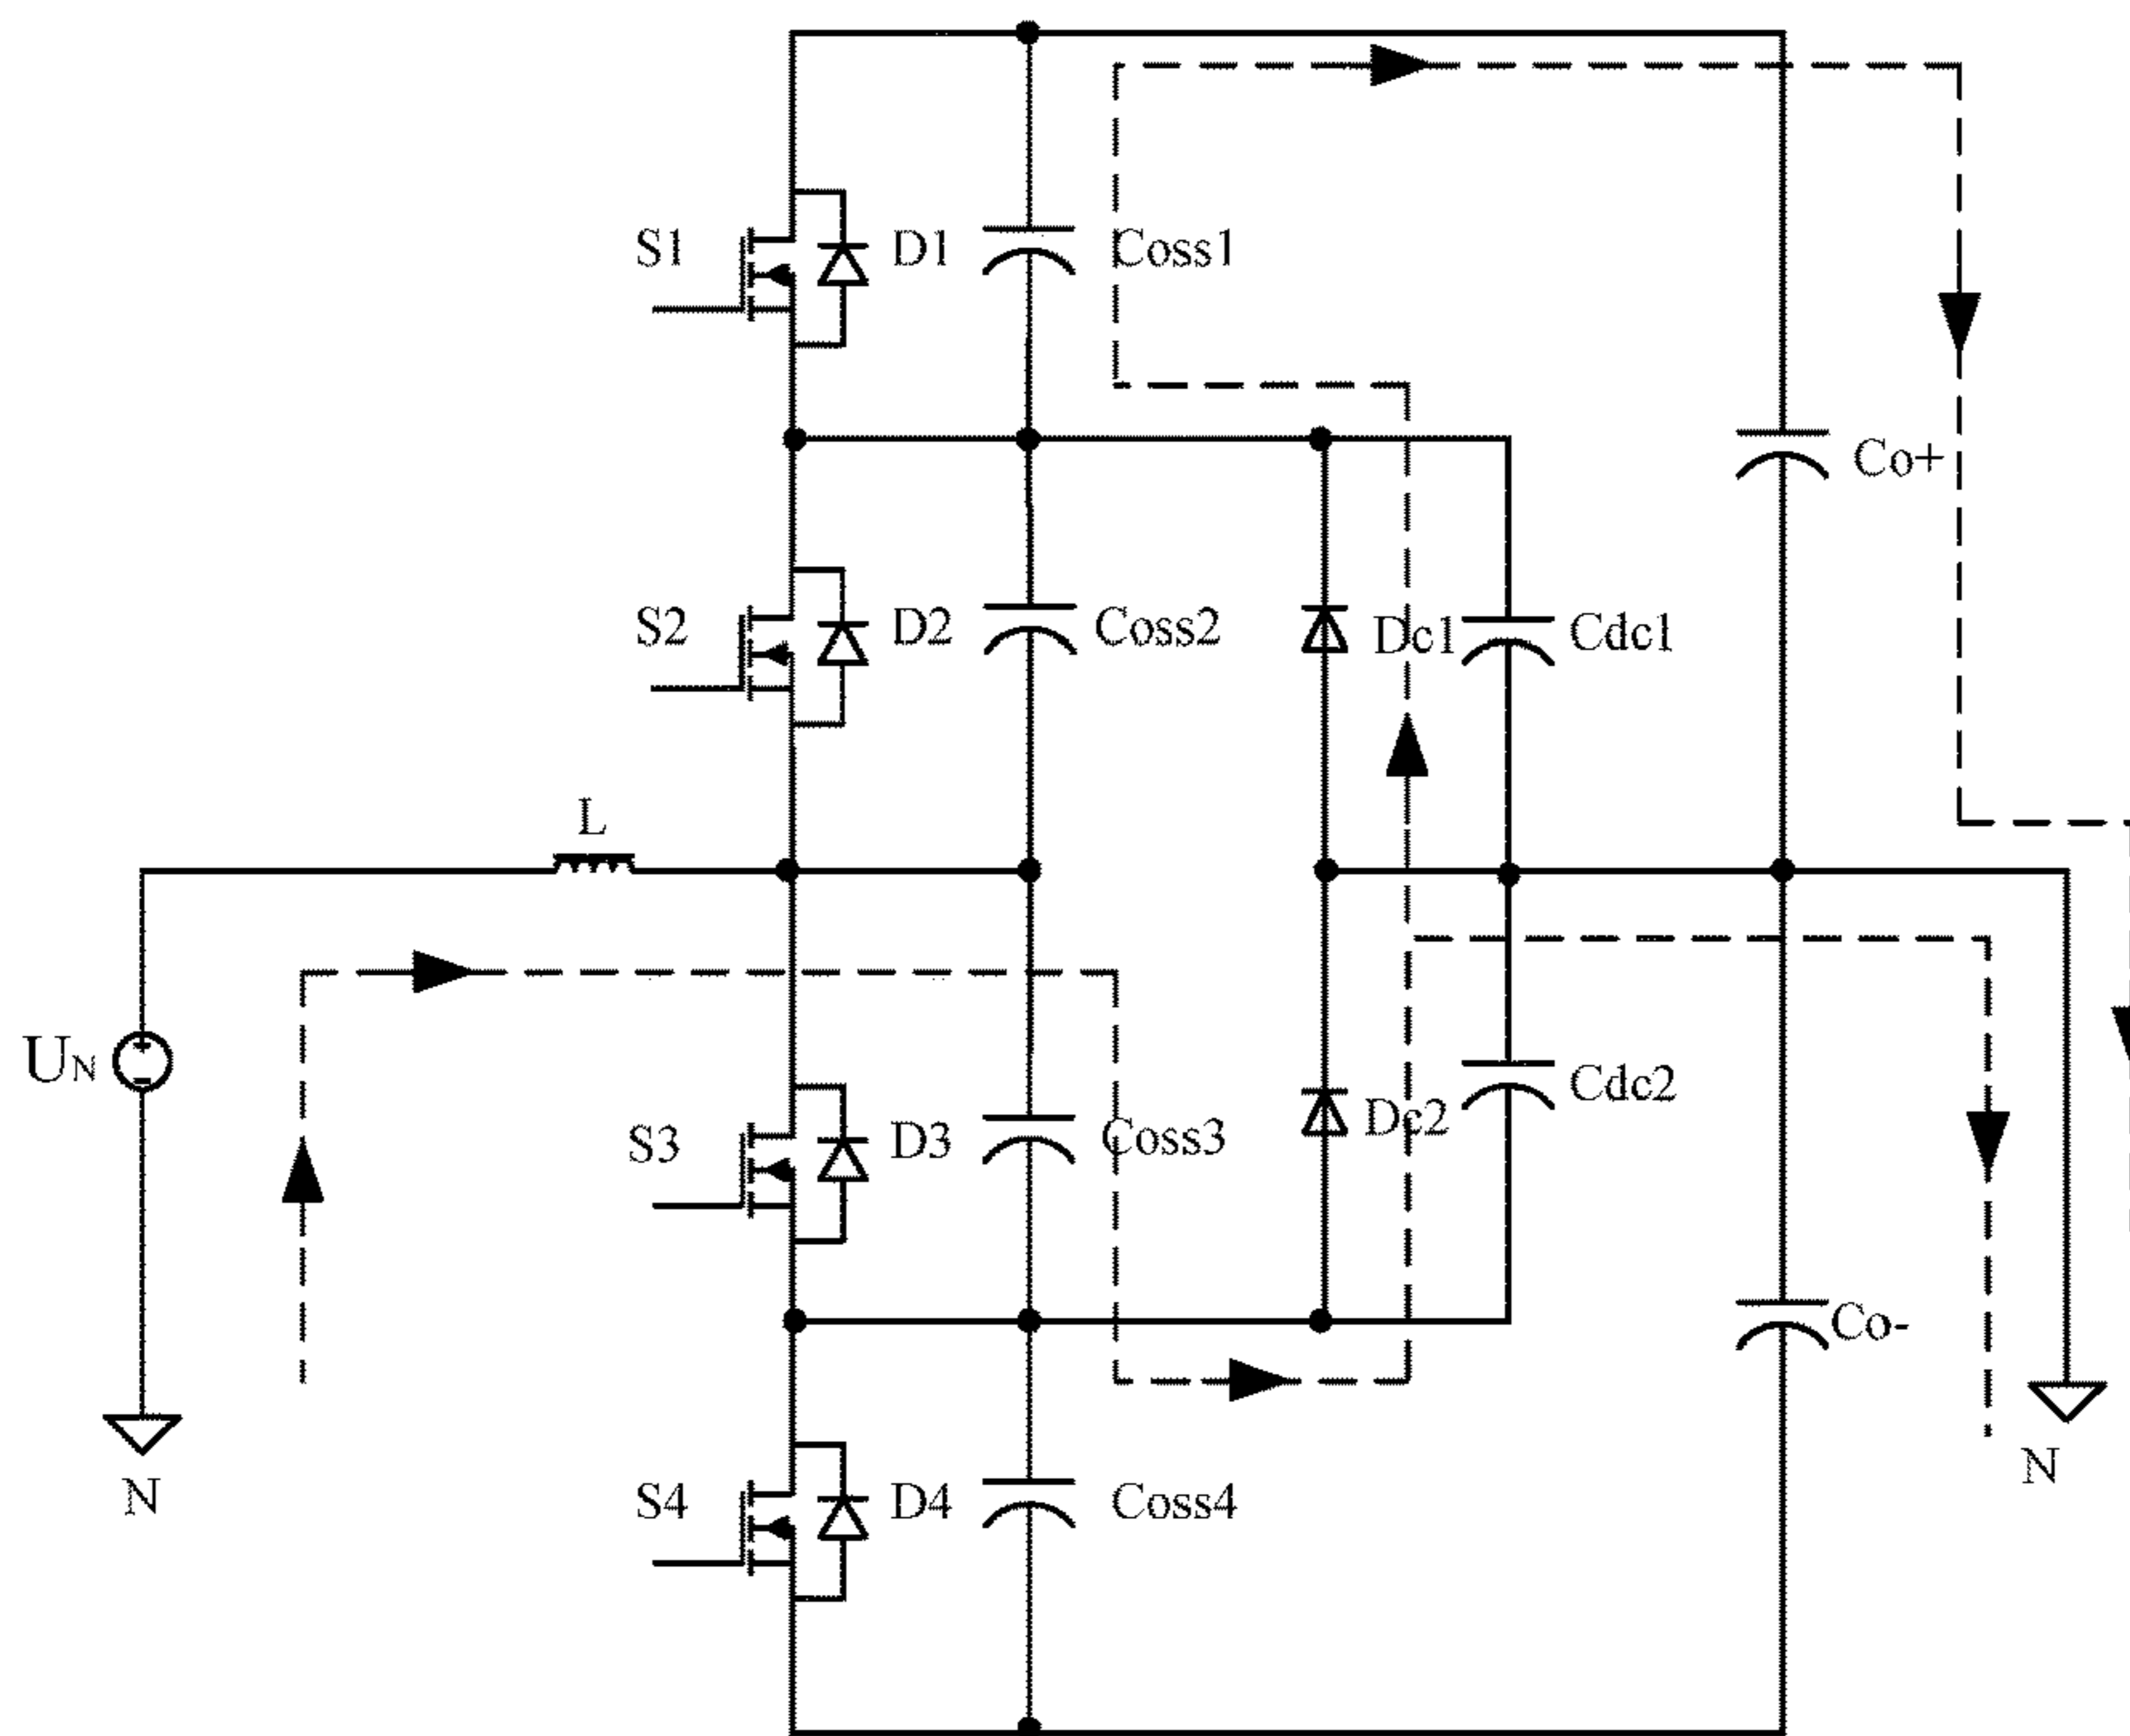 S1 D1 Coss1
Co+
S2 D2 Coss2 Dc1 Cdc1
L
UN Cdc2
S3 D3 Coss3 Dc2
Co-
N
N
S4 D4 Coss4